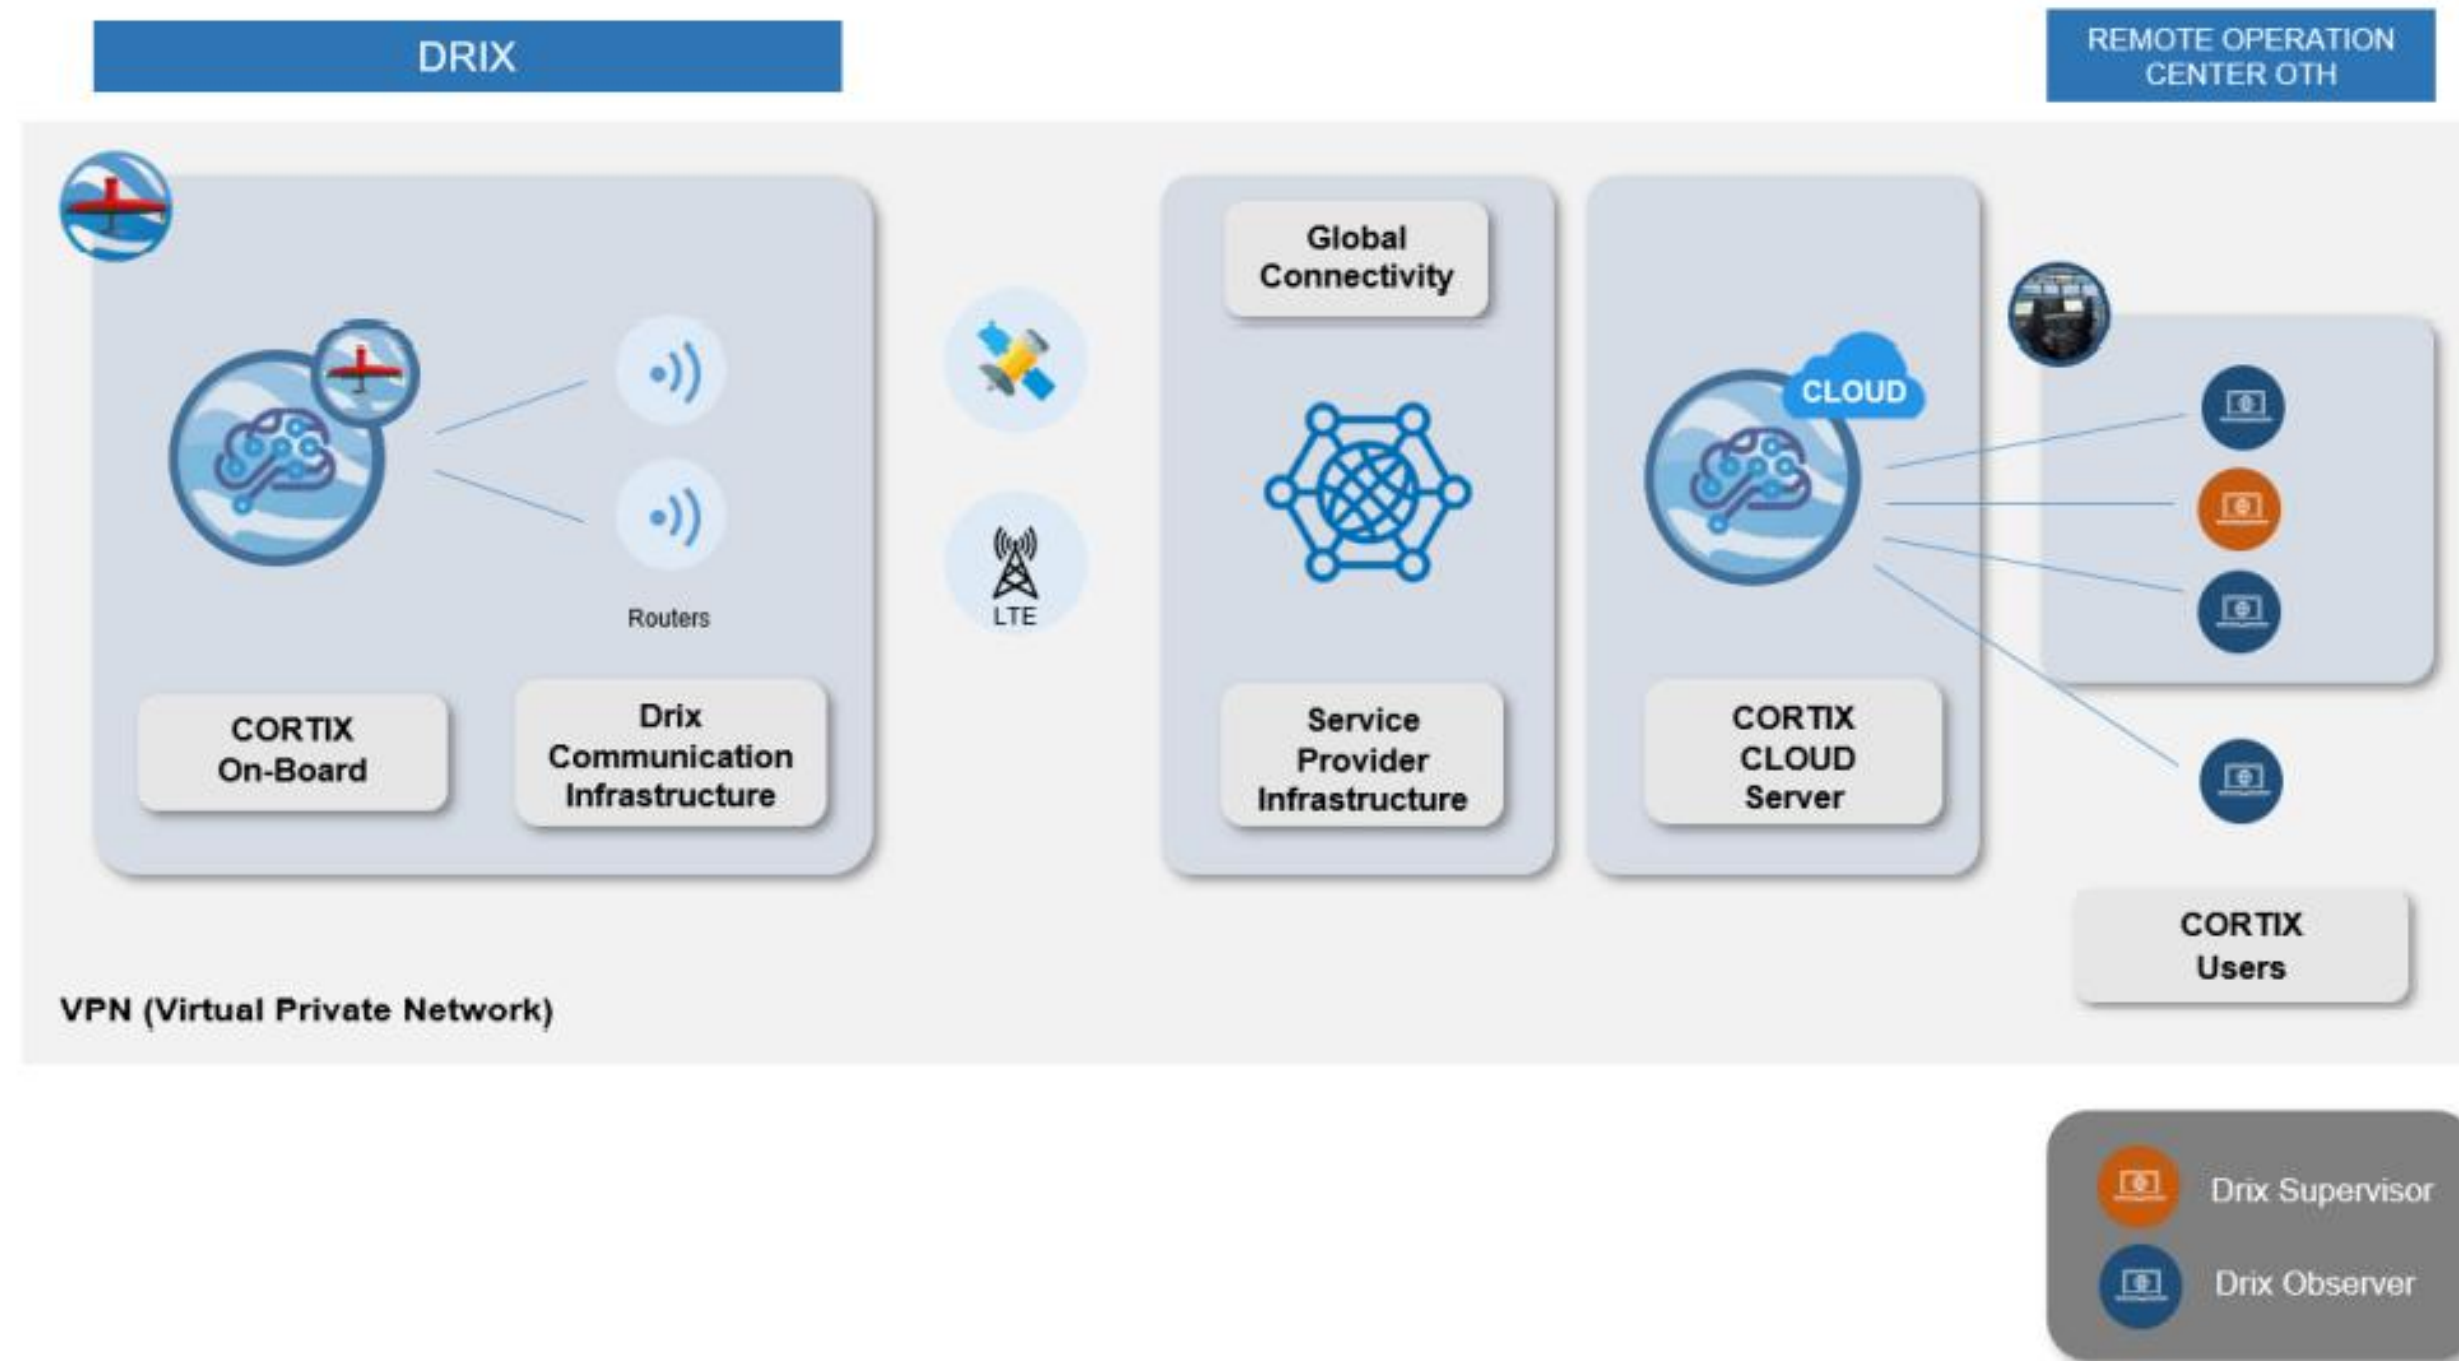 DRIX
REMOTE OPERATION
CENTER OTH
Global
Connectivity
CLOUD
LTE
Routers
CORTIX
On-Board
Drix
Communication
Infrastructure
Service
Provider
Infrastructure
CORTIX
CLOUD
Server
CORTIX
Users
VPN (Virtual Private Network)
Drix Supervisor
Drix Observer